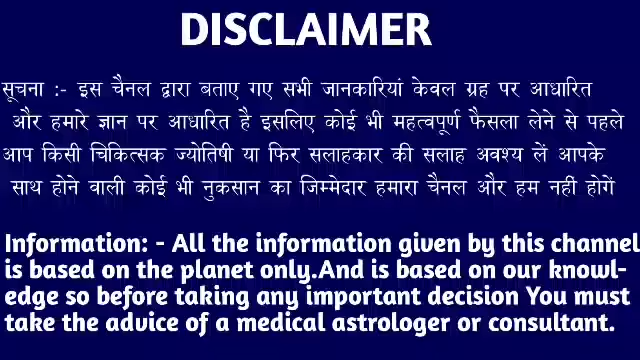 DISCLAIMER
सूचना :- इस चैनल द्वारा बताए गए सभी जानकारियां केवल ग्रह पर आधारित
और हमारे ज्ञान पर आधारित है इसलिए कोई भी महत्वपूर्ण फैसला लेने से पहले
आप किसी चिकित्सक ज्योतिषी या फिर सलाहकार की सलाह अवश्य लें आपके
साथ होने वाली कोई भी नुकसान का जिम्मेदार हमारा चैनल और हम नहीं होगें
Information: - All the information given by this channel
is based on the planet only.And is based on our knowl-
edge so before taking any important decision You must
take the advice of a medical astrologer or consultant.